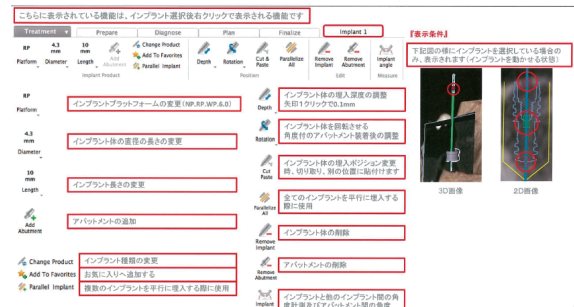 こちらに表示されている機能は、インプラント選択後右クリックで表示される機能です
Treatment Prepare Diagnose Plan Finalize Implant 1
RP 4.3 mm 10 mm Add Abutment Change Product Add To Favorites Parallel Implant Depth Rotation Cut & Paste Parallelize All Remove Implant Remove Abutment Implant angle
Platform Diameter Length
Implant Product Position Edit Measure
『表示条件』
下記図の様にインプラントを選択している場合の
み、表示されます(インプラントを動かせる状態)
3D画像 2D画像
RP
Platform
インプラントプラットフォームの変更(NP.RP.WP.6.0)
4.3
mm
Diameter
インプラント体の直径の長さの変更
10
mm
Length
インプラント長さの変更
Add
Abutment
アバットメントの追加
Change Product インプラント種類の変更
Add To Favorites お気に入りへ追加する
Parallel Implant 複数のインプラントを平行に埋入する際に使用
Depth
インプラント体の埋入深度の調整
矢印1クリックで0.1mm
Rotation
インプラント体を回転させる
角度付のアバットメント装着後の調整
Cut
Paste
インプラント体の埋入ポジション変更
時、切り取り、別の位置に貼付けます
Parallelize
All
全てのインプラントを平行に埋入する
際に使用
Remove
Implant
インプラント体の削除
Remove
Abutment
アバットメントの削除
Implant
インプラントと他のインプラント間の角
度計測及びアバットメント間の角度